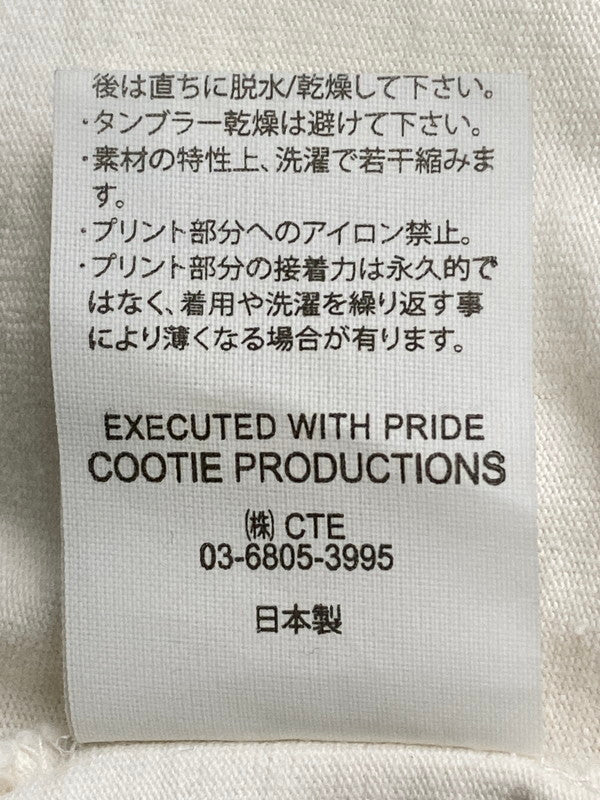 後は直ちに脱水/乾燥して下さい。
・タンブラー乾燥は避けて下さい。
・素材の特性上、洗濯で若干縮みま
す。
・プリント部分へのアイロン禁止。
・プリント部分の接着力は永久的で
はなく、着用や洗濯を繰り返す事
により薄くなる場合が有ります。
EXECUTED WITH PRIDE
COOTIE PRODUCTIONS
㈱ CTE
03-6805-3995
日本製